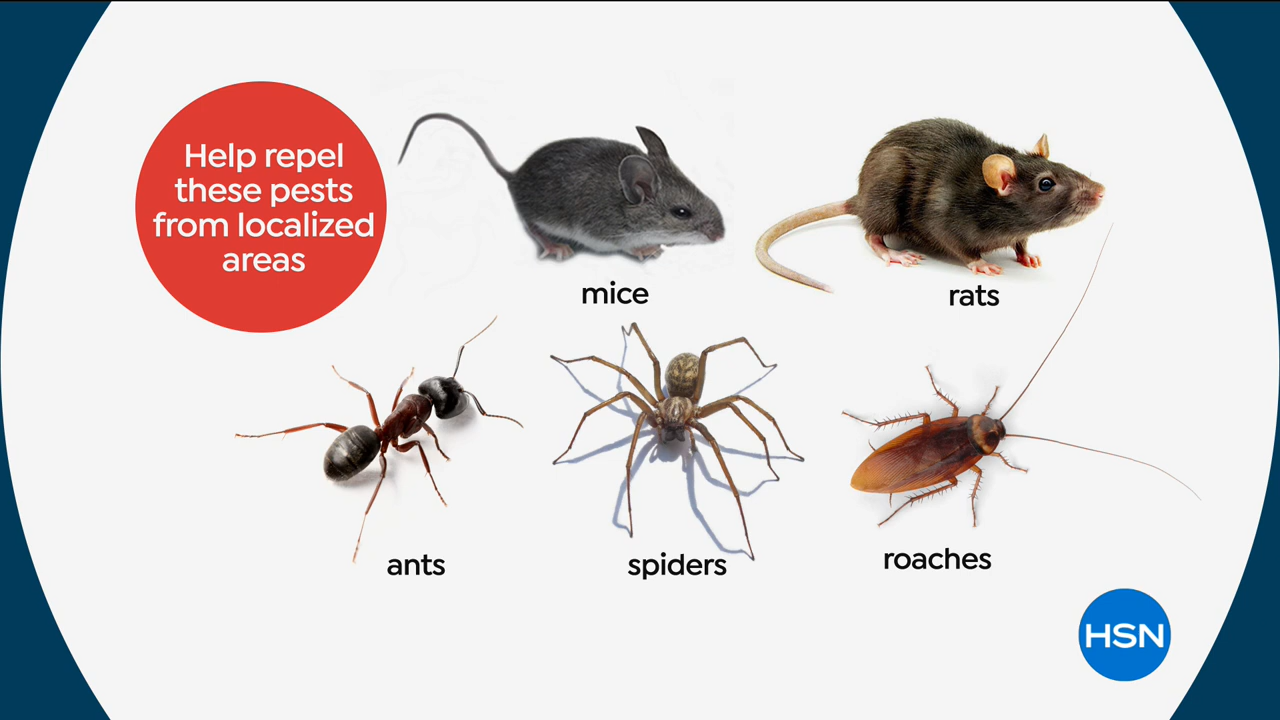 Help repel
these pests
from localized
areas
mice
rats
ants
spiders
roaches
HSN